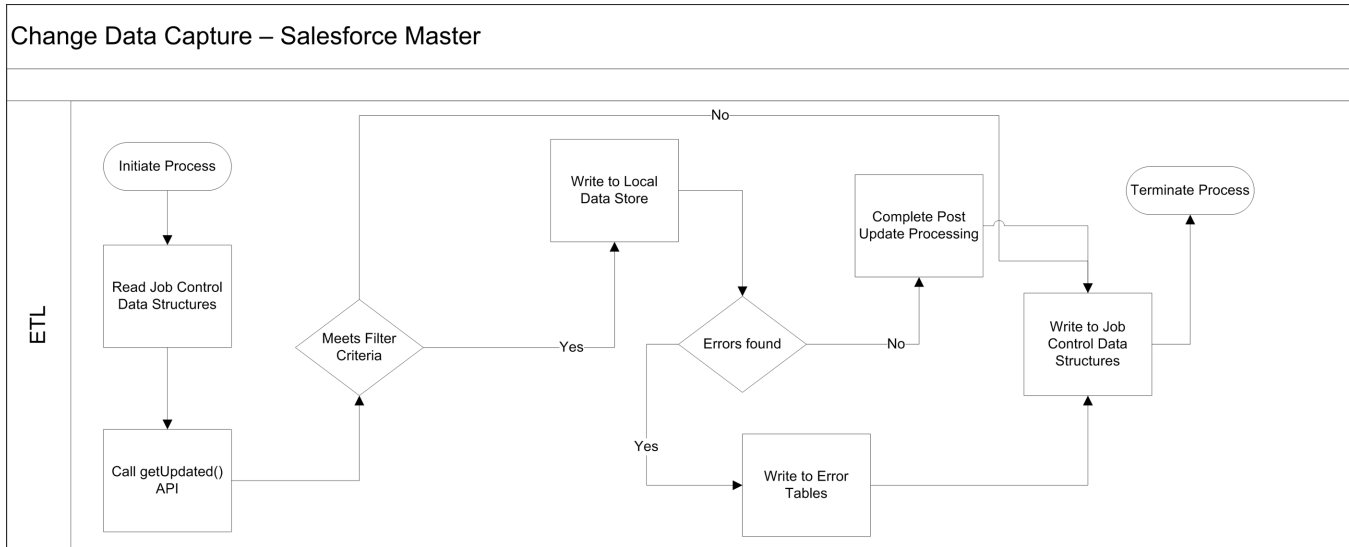 Change Data Capture – Salesforce Master
ETL
Initiate Process
Read Job Control
Data Structures
Call getUpdated()
API
Meets Filter
Criteria
No
Yes
Write to Local
Data Store
Errors found
No
Yes
Complete Post
Update Processing
Write to Error
Tables
Write to Job
Control Data
Structures
Terminate Process